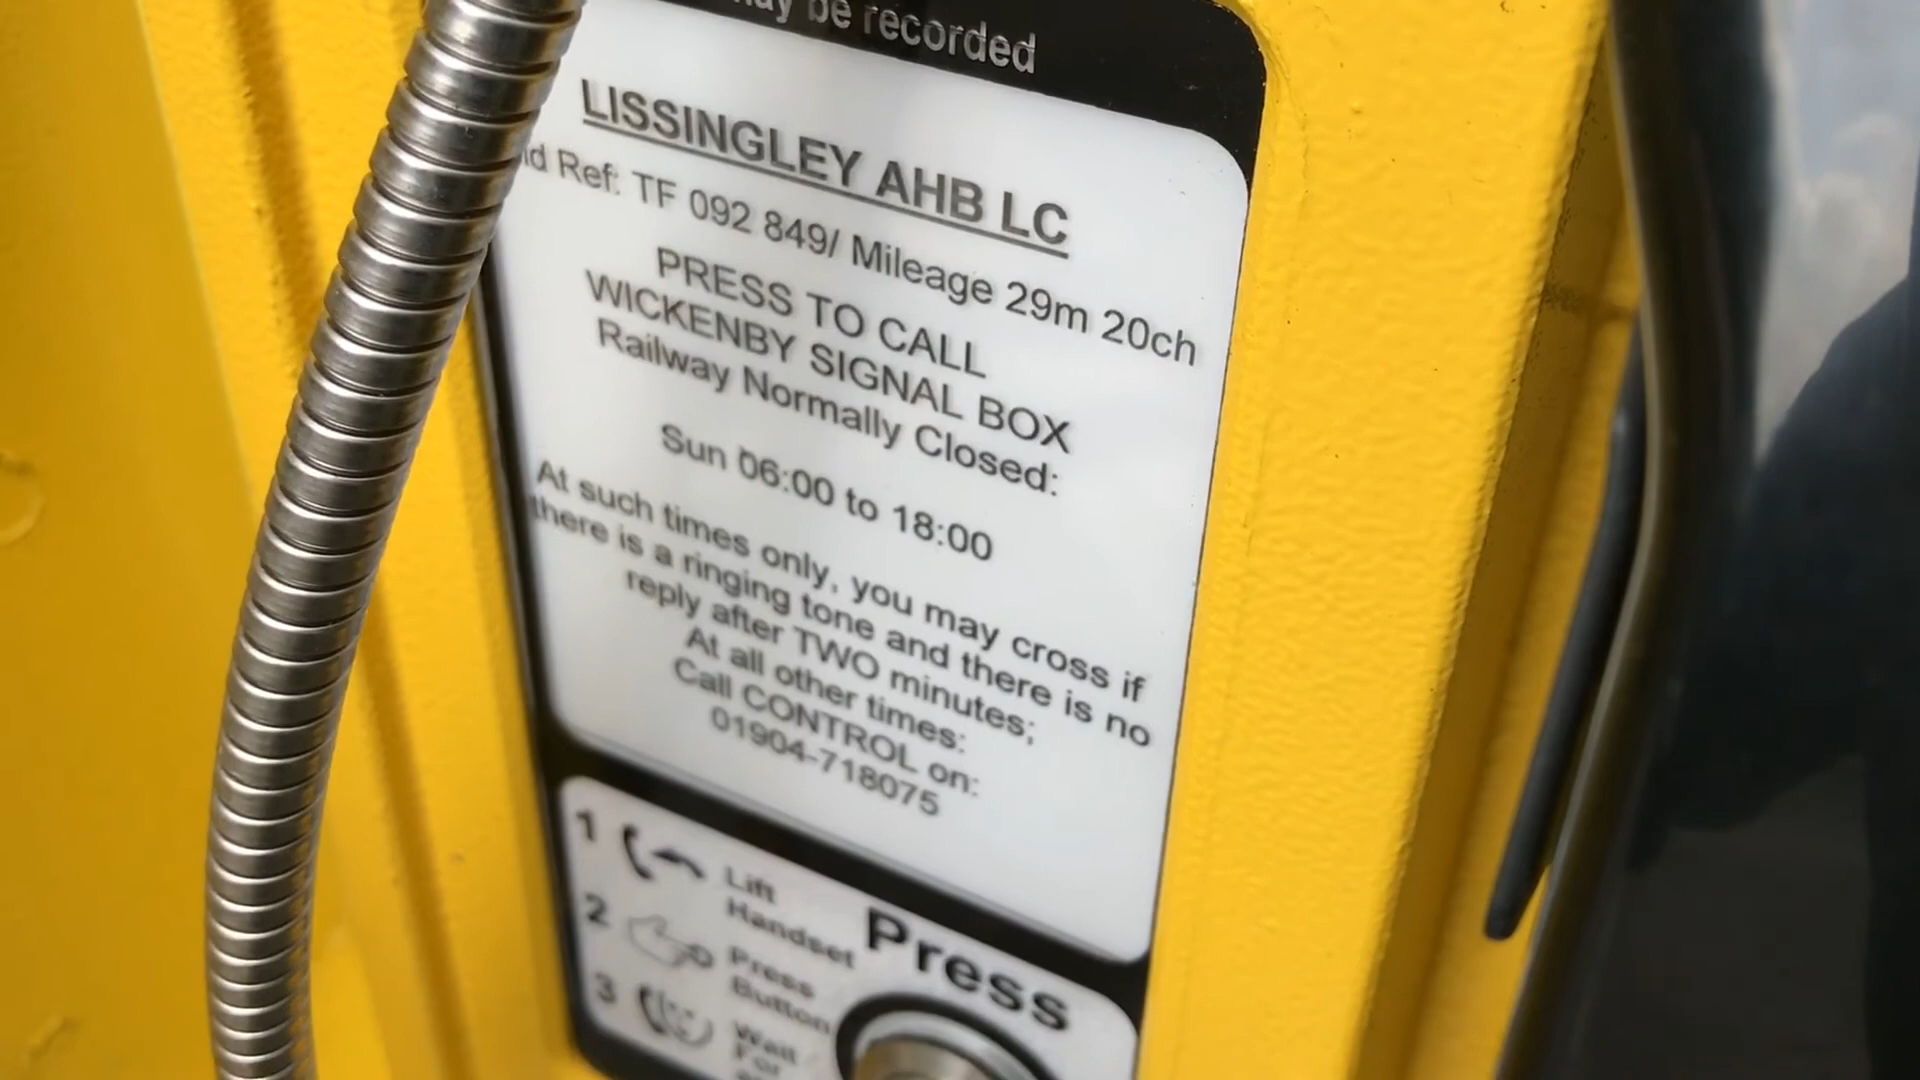 may be recorded
LISSINGLEY AHB LC
Ref: TF 092 849/ Mileage 29m 20ch
PRESS TO CALL
WICKENBY SIGNAL BOX
Railway Normally Closed:
Sun 06:00 to 18:00
At such times only, you may cross if
there is a ringing tone and there is no
reply after TWO minutes;
At all other times:
Call CONTROL on:
01904-718075
1 Lift
Handset
Press
2 Press
Button
3 Wait
For